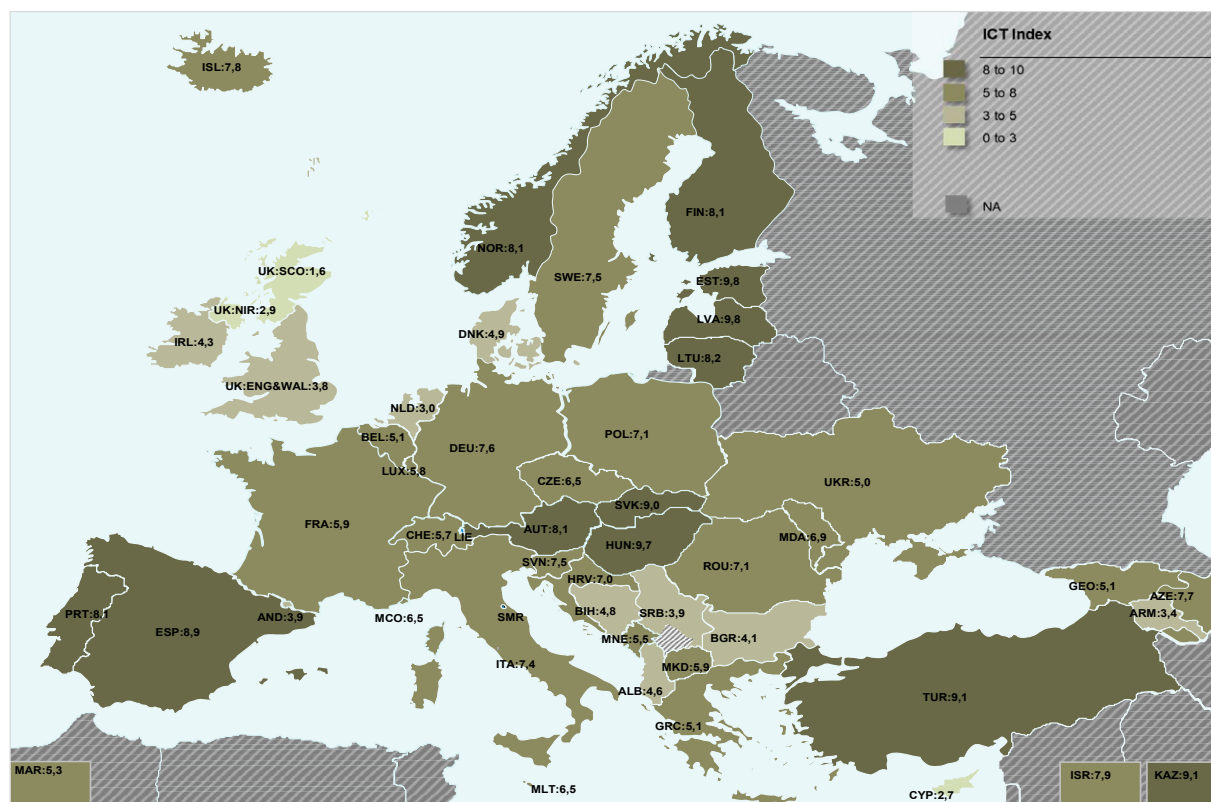 ICT Index
8 to 10
5 to 8
3 to 5
0 to 3
NA
ISL:7,8
FIN:8,1
NOR:8,1
UK:SCO:1,6
SWE:7,5
EST:9,8
UK:NIR:2,9
LVA:9,8
DNK:4,9
IRL:4,3
LTU:8,2
UK:ENG&WAL:3,8
NLD:3,0
BEL:5,1
POL:7,1
DEU:7,6
LUX:5,8
CZE:6,5
UKR:5,0
SVK:9,0
FRA:5,9
AUT:8,1
CHE:5,7
LIE
MDA:6,9
HUN:9,7
SVN:7,5
ROU:7,1
HRV:7,0
GEO:5,1
AZE:7,7
PRT:8,1
AND:3,9
MCO:6,5
SMR
BIH:4,8
SRB:3,9
ARM:3,4
ESP:8,9
MNE:5,5
BGR:4,1
ITA:7,4
MKD:5,9
ALB:4,6
TUR:9,1
GRC:5,1
MAR:5,3
MLT:6,5
CYP:2,7
ISR:7,9
KAZ:9,1